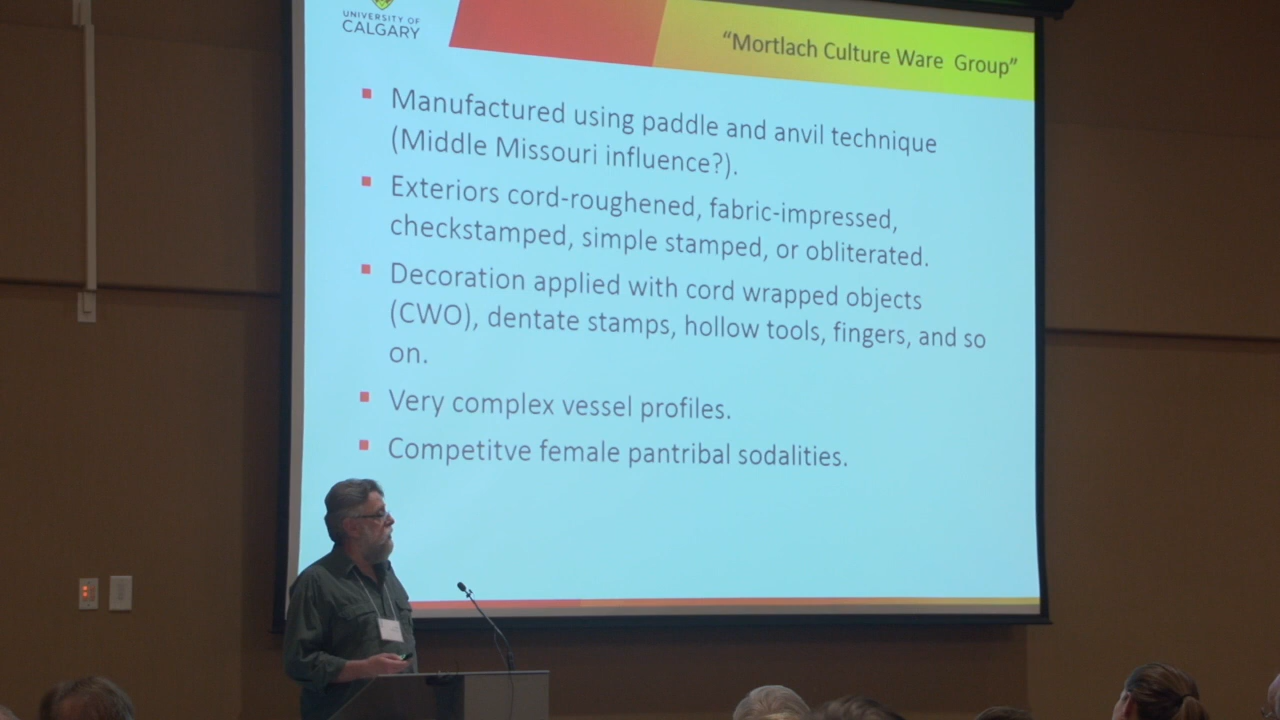 UNIVERSITY OF
CALGARY
“Mortlach Culture Ware Group”
Manufactured using paddle and anvil technique
(Middle Missouri influence?).
Exteriors cord-roughened, fabric-impressed,
checkstamped, simple stamped, or obliterated.
Decoration applied with cord wrapped objects
(CWO), dentate stamps, hollow tools, fingers, and so
on.
Very complex vessel profiles.
Competitve female pantribal sodalities.